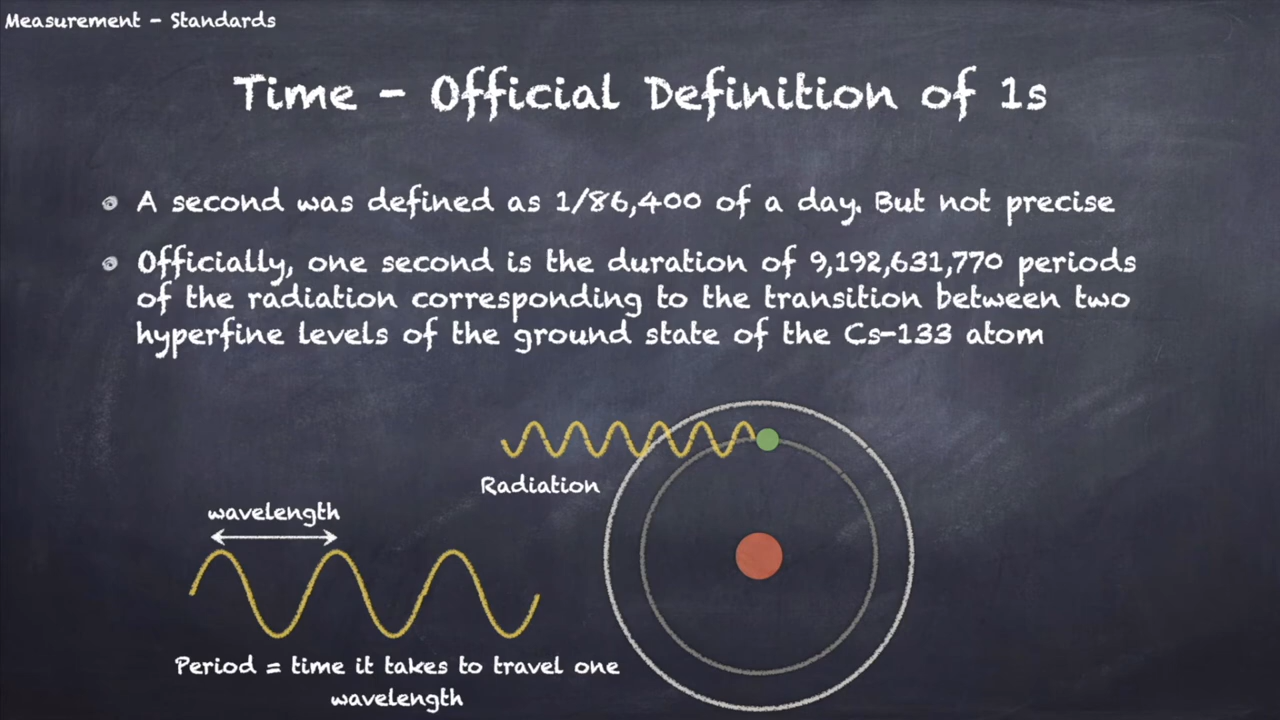 Measurement - Standards
Time - Official Definition of 1s
A second was defined as 1/86,400 of a day. But not precise
Officially, one second is the duration of 9,192,631,770 periods
of the radiation corresponding to the transition between two
hyperfine levels of the ground state of the Cs-133 atom
Radiation
wavelength
Period = time it takes to travel one
wavelength